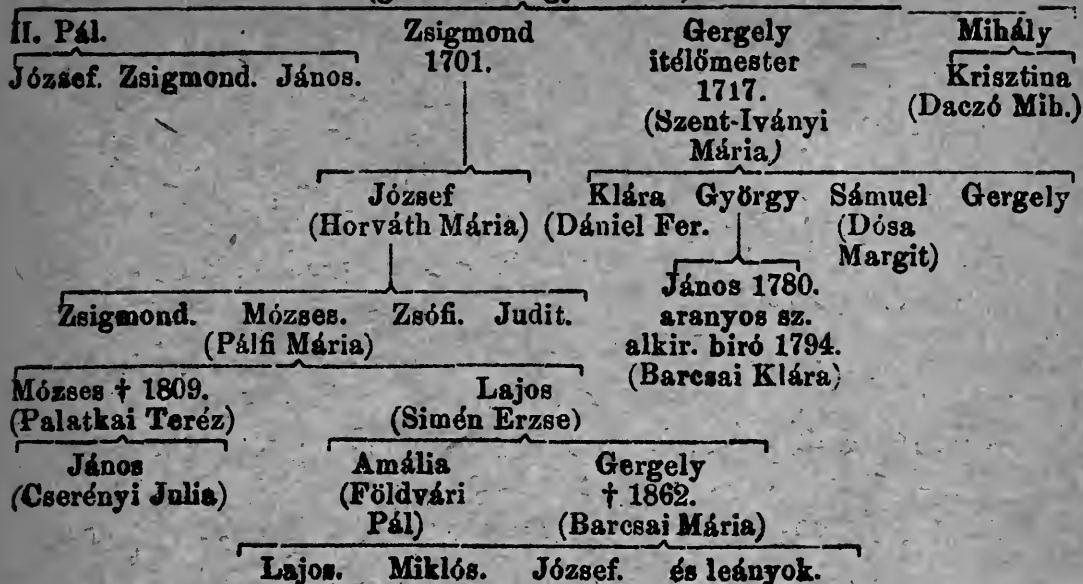 II. Pál. Zsigmond Gergely Mihály
József. Zsigmond. János. 1701. itélőmester Krisztina
1717. (Daczó Mih.)
(Szent-Iványi
Mária)
József Klára György Sámuel Gergely
(Horváth Mária) (Dániel Fer. (Dósa
Margit)
János 1780.
Zsigmond. Mózses. Zsófi. Judit. aranyos sz.
(Pálfi Mária) alkir. biró 1794.
(Barcsai Klára)
Mózses † 1809. Lajos
(Palatkai Teréz) (Simén Erzse)
János Amália Gergely
(Cserényi Julia) (Földvári † 1862.
Pál) (Barcsai Mária)
Lajos. Miklós. József. és leányok.